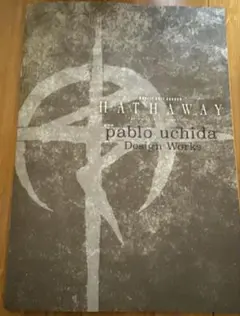 HATHAWAY
pablo uchida
Design Works